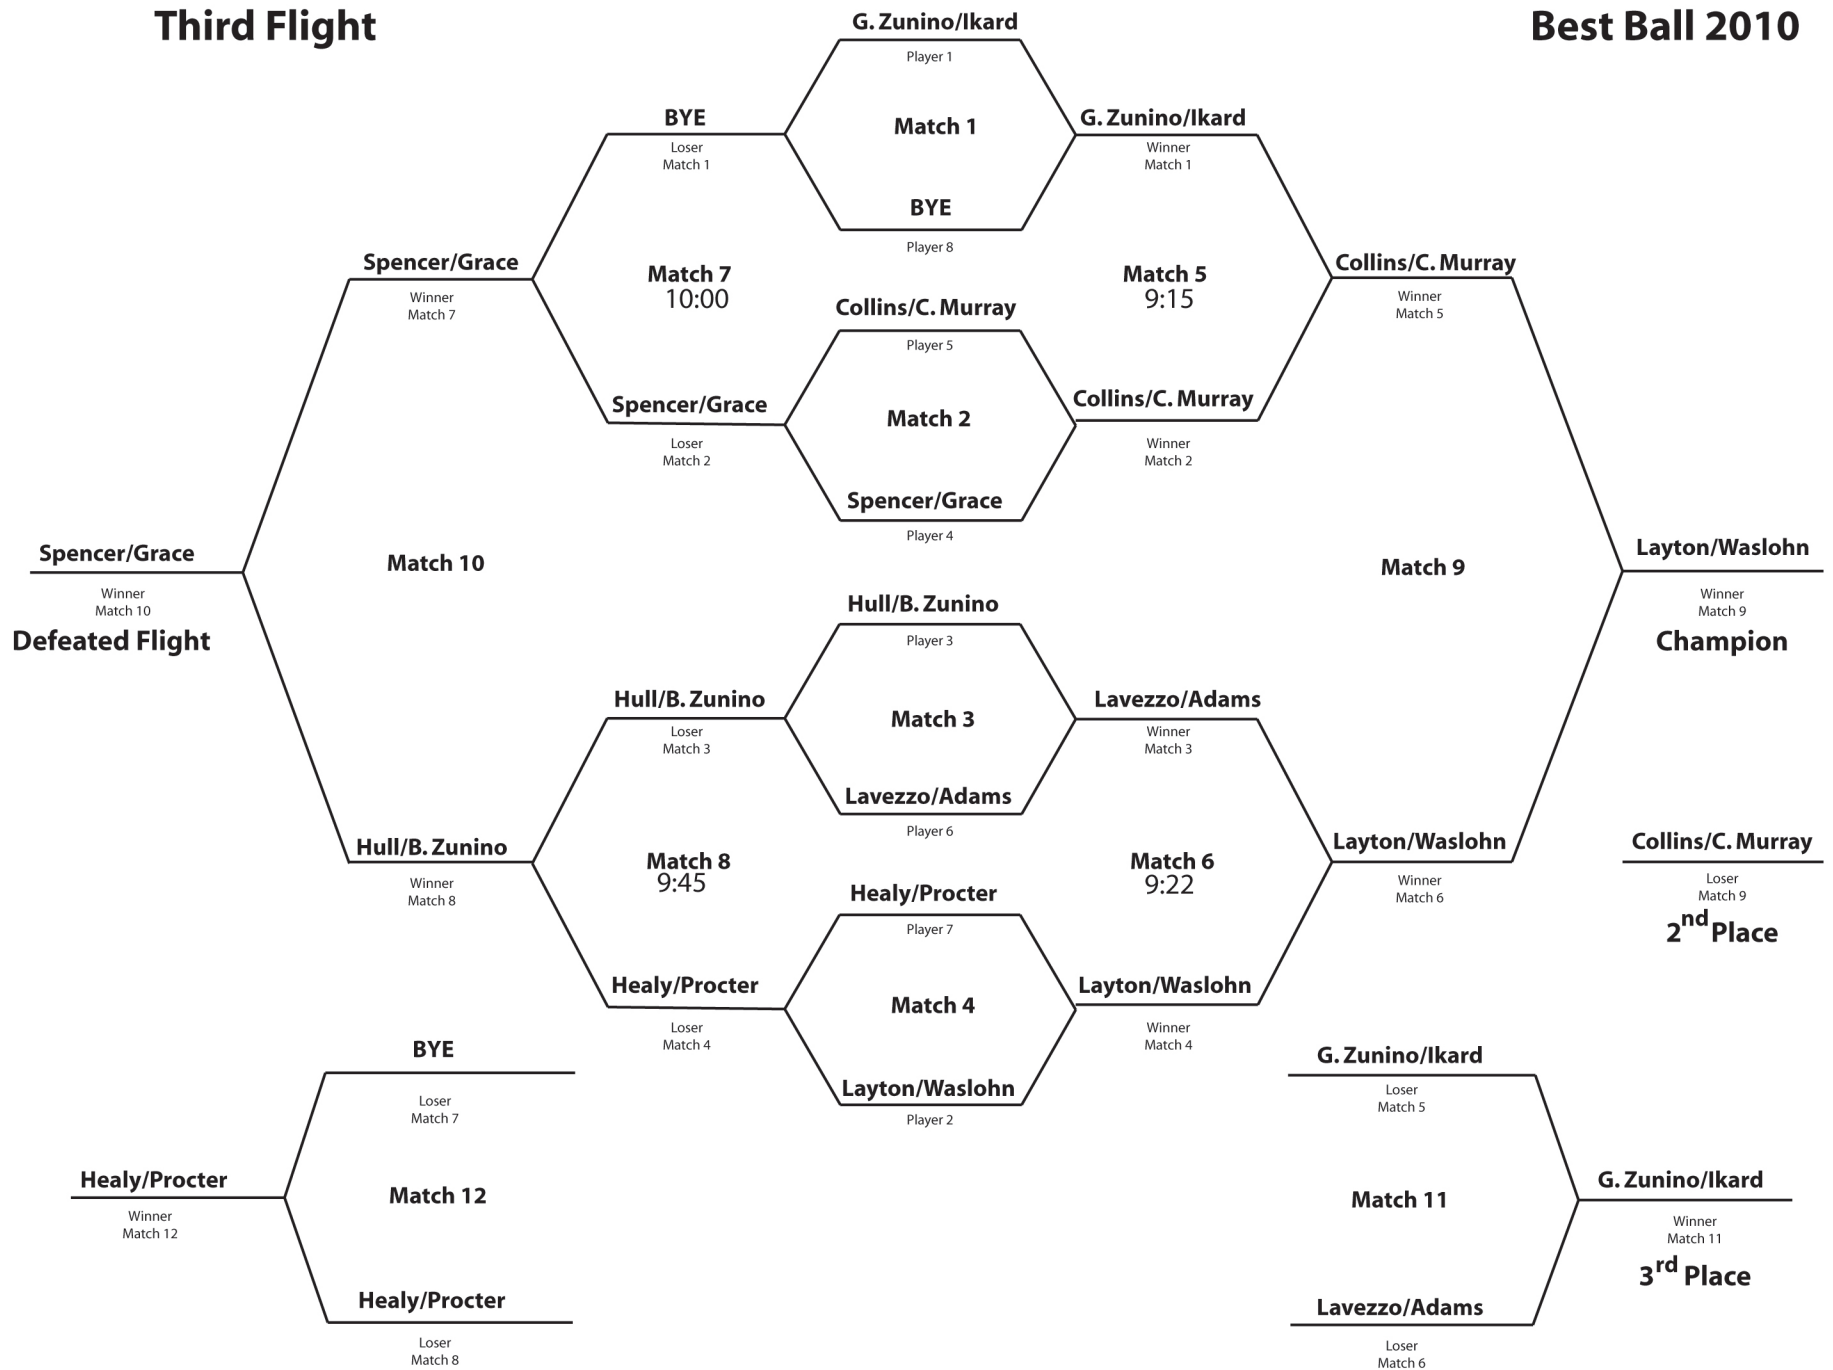 Third Flight
Best Ball 2010
G. Zunino/Ikard
Player 1
Match 1
BYE
Player 8
BYE
Loser
Match 1
G. Zunino/Ikard
Winner
Match 1
Match 7
10:00
Match 5
9:15
Spencer/Grace
Winner
Match 7
Collins/C. Murray
Winner
Match 5
Collins/C. Murray
Player 5
Match 2
Spencer/Grace
Player 4
Spencer/Grace
Loser
Match 2
Collins/C. Murray
Winner
Match 2
Spencer/Grace
Winner
Match 10
Defeated Flight
Match 10
Match 9
Layton/Waslohn
Winner
Match 9
Champion
Hull/B. Zunino
Player 3
Match 3
Lavezzo/Adams
Player 6
Hull/B. Zunino
Loser
Match 3
Lavezzo/Adams
Winner
Match 3
Hull/B. Zunino
Winner
Match 8
Match 8
9:45
Match 6
9:22
Layton/Waslohn
Winner
Match 6
Collins/C. Murray
Loser
Match 9
2nd Place
Healy/Procter
Player 7
Match 4
Layton/Waslohn
Player 2
Healy/Procter
Loser
Match 4
Layton/Waslohn
Winner
Match 4
BYE
Loser
Match 7
Healy/Procter
Winner
Match 12
Match 12
Healy/Procter
Loser
Match 8
G. Zunino/Ikard
Loser
Match 5
Match 11
G. Zunino/Ikard
Winner
Match 11
3rd Place
Lavezzo/Adams
Loser
Match 6